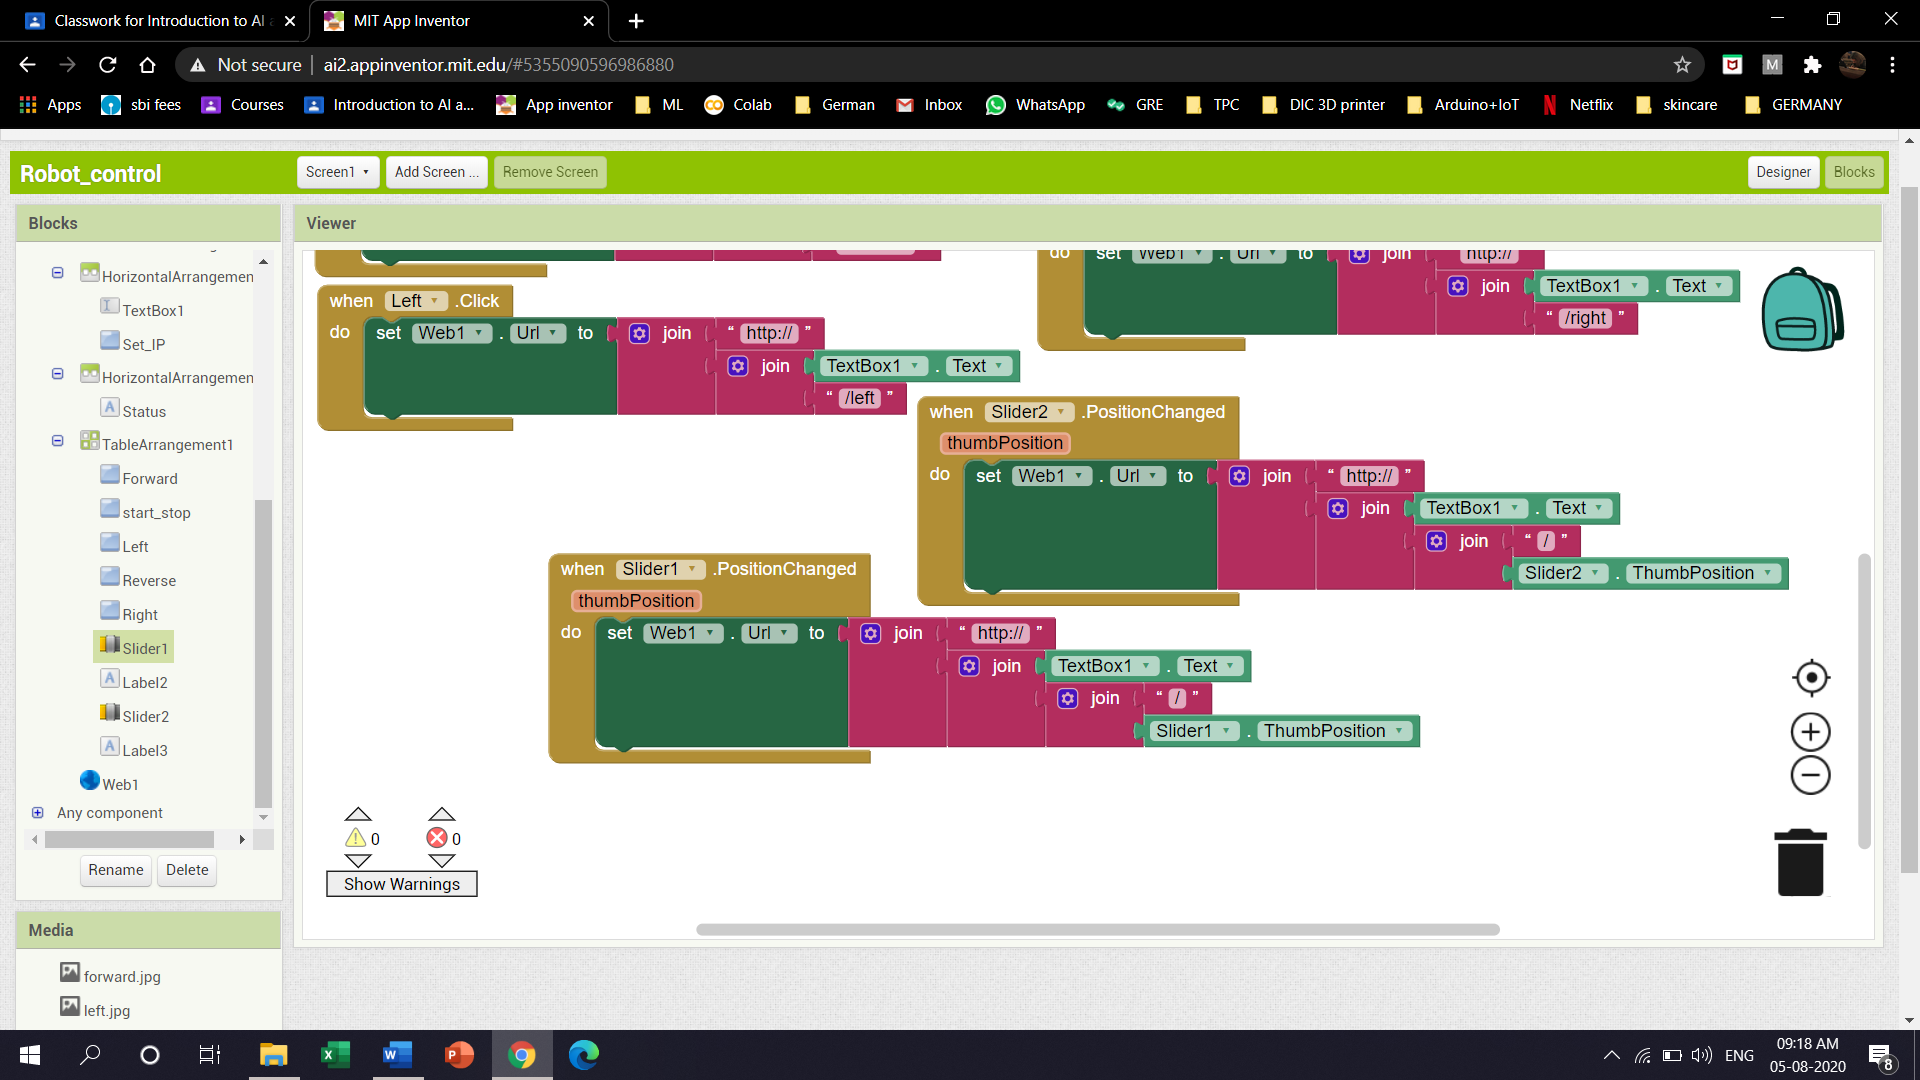 Classwork for Introduction to AI a
MIT App Inventor
Not secure | ai2.appinventor.mit.edu/#5355090596986880
M
Apps
sbi fees
Courses
Introduction to AI a...
App inventor
ML
Colab
German
Inbox
WhatsApp
GRE
TPC
DIC 3D printer
Arduino+IoT
Netflix
skincare
GERMANY
Robot_control
Screen1
Add Screen ...
Remove Screen
Designer
Blocks
Blocks
HorizontalArrangemen
TextBox1
Set_IP
HorizontalArrangemen
Status
TableArrangement1
Forward
start_stop
Left
Reverse
Right
Slider1
Label2
Slider2
Label3
Web1
Any component
Rename
Delete
Media
forward.jpg
left.jpg
Viewer
do set Web1 . Url to join “ http:// ”
join TextBox1 . Text
“ /right ”
when Left .Click
do set Web1 . Url to join “ http:// ”
join TextBox1 . Text
“ /left ”
when Slider2 .PositionChanged
thumbPosition
do set Web1 . Url to join “ http:// ”
join TextBox1 . Text
join “ / ”
Slider2 . ThumbPosition
when Slider1 .PositionChanged
thumbPosition
do set Web1 . Url to join “ http:// ”
join TextBox1 . Text
join “ / ”
Slider1 . ThumbPosition
0
0
Show Warnings
ENG
09:18 AM
05-08-2020
8